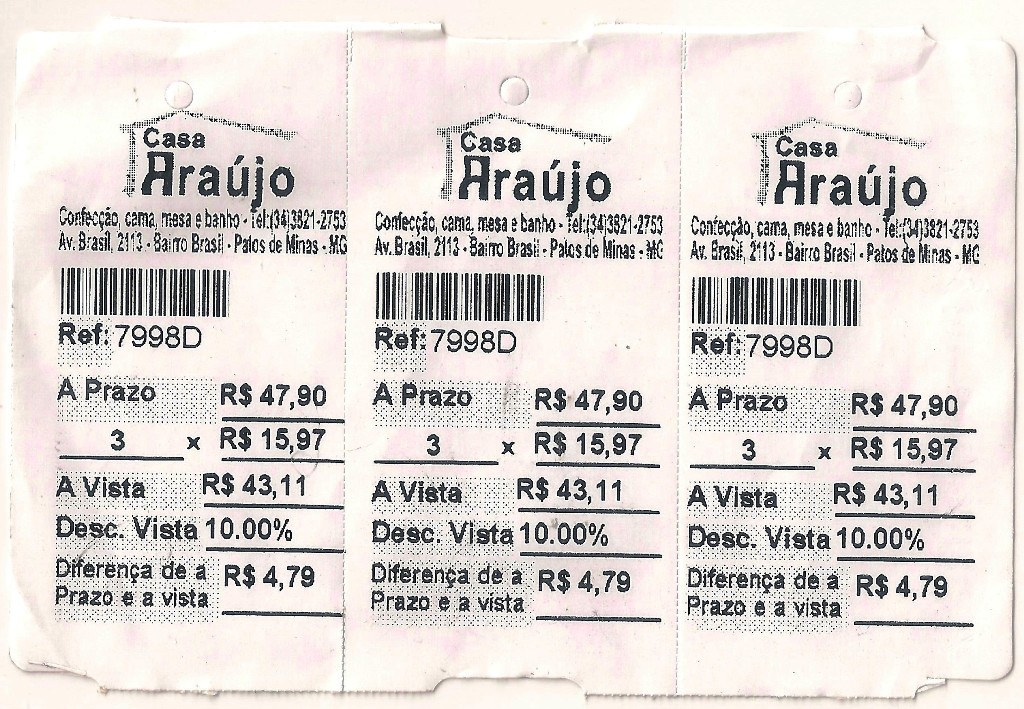 Casa
Araújo
Confecção, cama, mesa e banho - Tel:(34)3821-2753
Av. Brasil, 2113 - Bairro Brasil - Patos de Minas - MG
Ref: 7998D
A Prazo R$ 47,90
3 x R$ 15,97
A Vista R$ 43,11
Desc. Vista 10.00%
Diferença de a R$ 4,79
Prazo e a vista
Casa
Araújo
Confecção, cama, mesa e banho - Tel:(34)3821-2753
Av. Brasil, 2113 - Bairro Brasil - Patos de Minas - MG
Ref: 7998D
A Prazo R$ 47,90
3 x R$ 15,97
A Vista R$ 43,11
Desc. Vista 10.00%
Diferença de a R$ 4,79
Prazo e a vista
Casa
Araújo
Confecção, cama, mesa e banho - Tel:(34)3821-2753
Av. Brasil, 2113 - Bairro Brasil - Patos de Minas - MG
Ref: 7998D
A Prazo R$ 47,90
3 x R$ 15,97
A Vista R$ 43,11
Desc. Vista 10.00%
Diferença de a R$ 4,79
Prazo e a vista